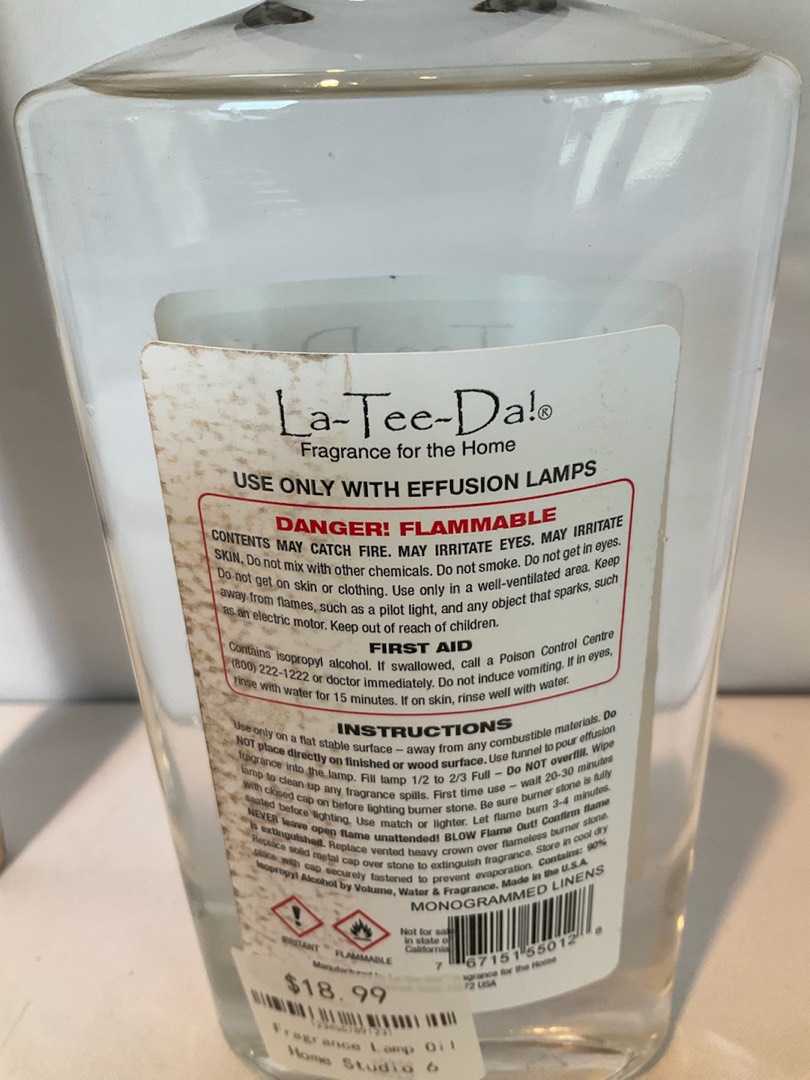 La-Tee-Da!®
Fragrance for the Home
USE ONLY WITH EFFUSION LAMPS
DANGER! FLAMMABLE
CONTENTS MAY CATCH FIRE. MAY IRRITATE EYES. MAY IRRITATE
SKIN. Do not mix with other chemicals. Do not smoke. Do not get in eyes.
Do not get on skin or clothing. Use only in a well-ventilated area. Keep
away from flames, such as a pilot light, and any object that sparks, such
as an electric motor. Keep out of reach of children.
FIRST AID
Contains isopropyl alcohol. If swallowed, call a Poison Control Centre
(800) 222-1222 or doctor immediately. Do not induce vomiting. If in eyes,
rinse with water for 15 minutes. If on skin, rinse well with water.
INSTRUCTIONS
Use only on a flat stable surface – away from any combustible materials. Do
NOT place directly on finished or wood surface. Use funnel to pour effusion
fragrance into the lamp. Fill lamp 1/2 to 2/3 Full – Do NOT overfill. Wipe
lamp to clean up any fragrance spills. First time use – wait 20-30 minutes
with closed cap on before lighting burner stone. Be sure burner stone is fully
seated before lighting. Use match or lighter. Let flame burn 3-4 minutes.
NEVER leave open flame unattended! BLOW Flame Out! Confirm flame
is extinguished. Replace vented heavy crown over flameless burner stone.
Replace solid metal cap over stone to extinguish fragrance. Store in cool dry
place with cap securely fastened to prevent evaporation. Contains: 90%
Isopropyl Alcohol by Volume, Water & Fragrance. Made in the U.S.A.
MONOGRAMMED LINENS
IRRITANT FLAMMABLE
Not for sale
in state o
California
7 67151 55012 8
Manufactured
agrance for the Home
72 USA
$18.99
Fragrance Lamp Oil
Home Studio 6